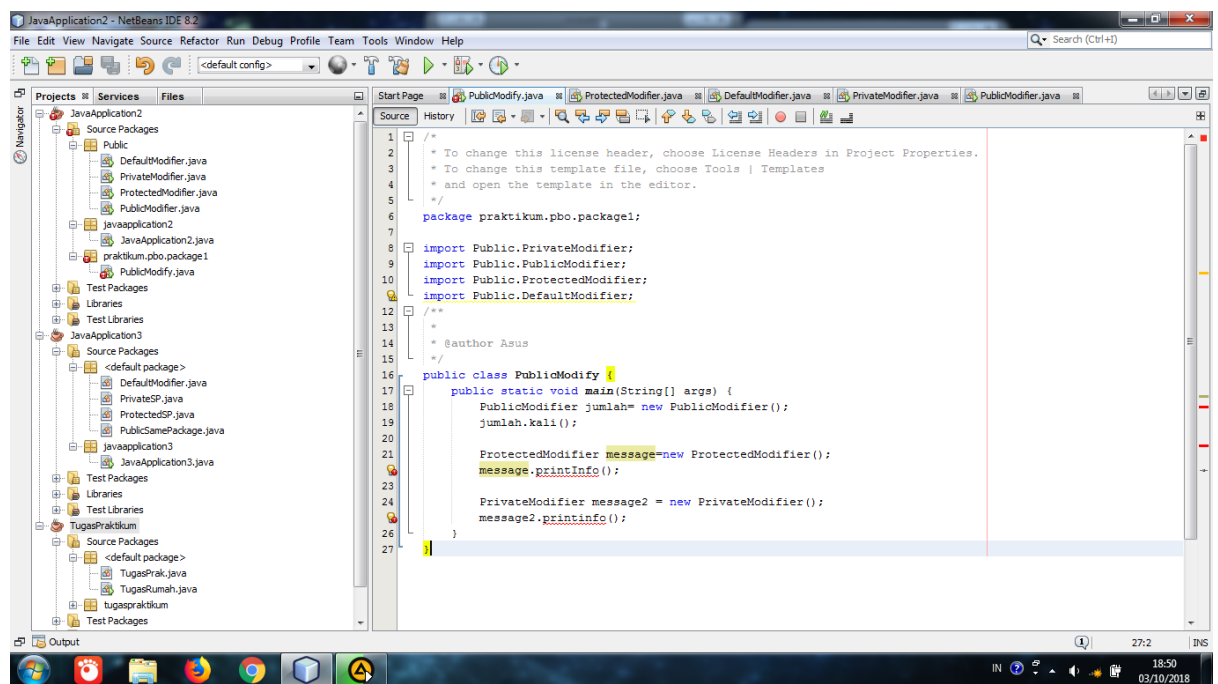 JavaApplication2 - NetBeans IDE 8.2
File Edit View Navigate Source Refactor Run Debug Profile Team Tools Window Help
Search (Ctrl+I)
<default config>
Projects Services Files
Navigator
JavaApplication2
Source Packages
Public
DefaultModifier.java
PrivateModifier.java
ProtectedModifier.java
PublicModifier.java
javaapplication2
JavaApplication2.java
praktikum.pbo.package1
PublicModify.java
Test Packages
Libraries
Test Libraries
JavaApplication3
Source Packages
<default package>
DefaultModifier.java
PrivateSP.java
ProtectedSP.java
PublicSamePackage.java
javaapplication3
JavaApplication3.java
Test Packages
Libraries
Test Libraries
TugasPraktikum
Source Packages
<default package>
TugasPrak.java
TugasRumah.java
tugaspraktikum
Test Packages
Start Page PublicModify.java ProtectedModifier.java DefaultModifier.java PrivateModifier.java PublicModifier.java
Source History
1 /*
2 * To change this license header, choose License Headers in Project Properties.
3 * To change this template file, choose Tools | Templates
4 * and open the template in the editor.
5 */
6 package praktikum.pbo.package1;
7
8 import Public.PrivateModifier;
9 import Public.PublicModifier;
10 import Public.ProtectedModifier;
import Public.DefaultModifier;
12 /**
13 *
14 * @author Asus
15 */
16 public class PublicModify {
17 public static void main(String[] args) {
18 PublicModifier jumlah= new PublicModifier();
19 jumlah.kali();
20
21 ProtectedModifier message=new ProtectedModifier();
message.printInfo();
23
24 PrivateModifier message2 = new PrivateModifier();
message2.printinfo();
26 }
27 }
Output
1
27:2 INS
IN
18:50
03/10/2018